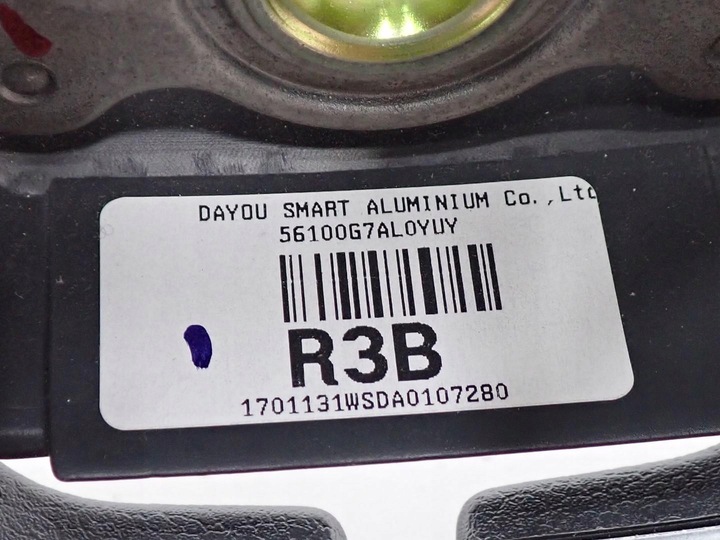 DAYOU SMART ALUMINIUM Co.,Ltd
56100G7AL0YUY
R3B
1701131WSDA0107280